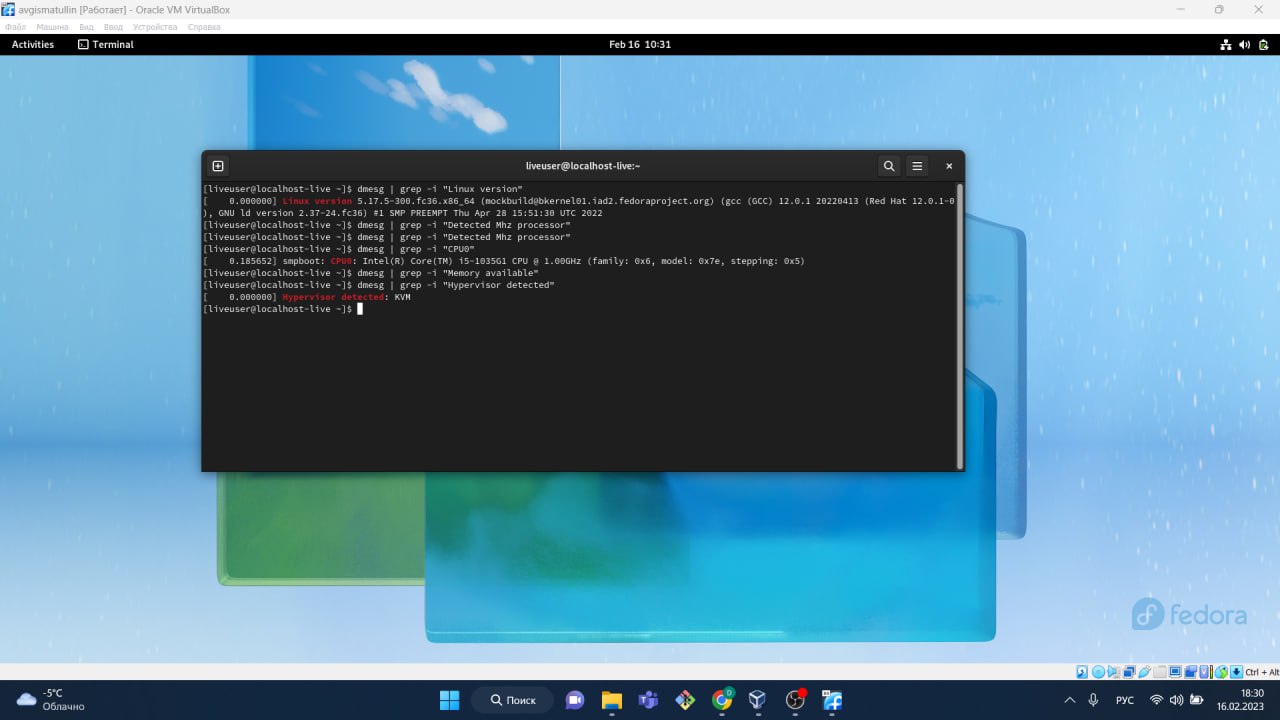 avgismatullin [Работает] - Oracle VM VirtualBox
Файл Машина Вид Ввод Устройства Справка
Activities Terminal Feb 16 10:31
liveuser@localhost-live:~
[liveuser@localhost-live ~]$ dmesg | grep -i "Linux version"
[    0.000000] Linux version 5.17.5-300.fc36.x86_64 (mockbuild@bkernel01.iad2.fedoraproject.org) (gcc (GCC) 12.0.1 20220413 (Red Hat 12.0.1-0
), GNU ld version 2.37-24.fc36) #1 SMP PREEMPT Thu Apr 28 15:51:30 UTC 2022
[liveuser@localhost-live ~]$ dmesg | grep -i "Detected Mhz processor"
[liveuser@localhost-live ~]$ dmesg | grep -i "Detected Mhz processor"
[liveuser@localhost-live ~]$ dmesg | grep -i "CPU0"
[    0.185652] smpboot: CPU0: Intel(R) Core(TM) i5-1035G1 CPU @ 1.00GHz (family: 0x6, model: 0x7e, stepping: 0x5)
[liveuser@localhost-live ~]$ dmesg | grep -i "Memory available"
[liveuser@localhost-live ~]$ dmesg | grep -i "Hypervisor detected"
[    0.000000] Hypervisor detected: KVM
[liveuser@localhost-live ~]$
fedora
Ctrl + Alt
-5°C
Облачно
Поиск
РУС
18:30
16.02.2023